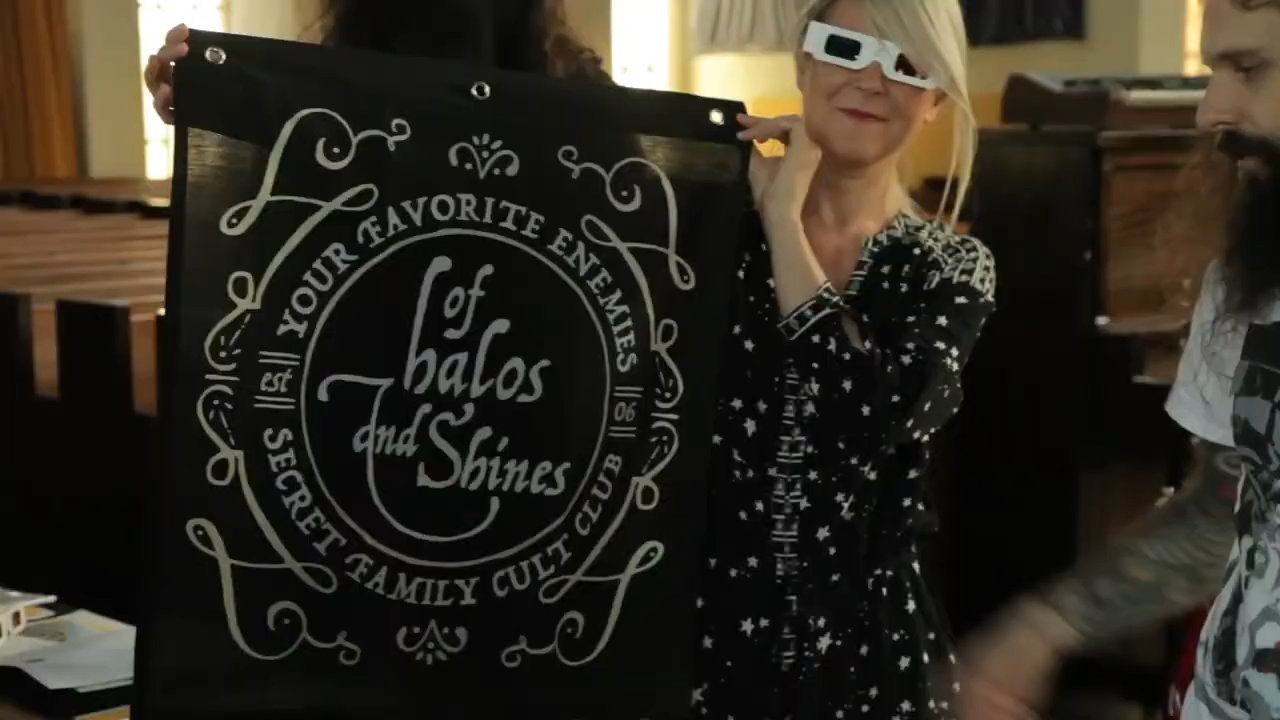 YOUR FAVORITE ENEMIES
of
halos
and Shines
est
06
SECRET FAMILY CULT CLUB